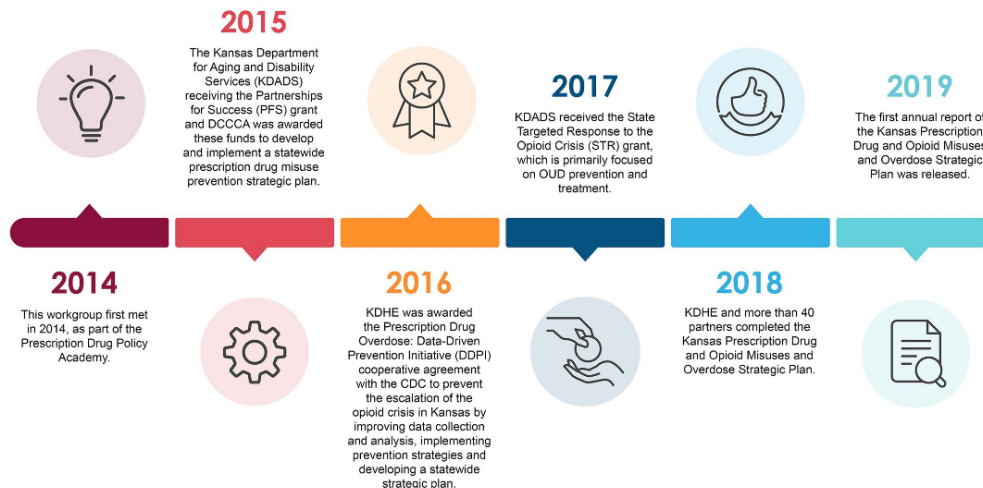 2014
This workgroup first met
in 2014, as part of the
Prescription Drug Policy
Academy.
2015
The Kansas Department
for Aging and Disability
Services (KDADS)
receiving the Partnerships
for Success (PFS) grant
and DCCCA was awarded
these funds to develop
and implement a statewide
prescription drug misuse
prevention strategic plan.
2016
KDHE was awarded
the Prescription Drug
Overdose: Data-Driven
Prevention Initiative (DDPI)
cooperative agreement
with the CDC to prevent
the escalation of the
opioid crisis in Kansas by
improving data collection
and analysis, implementing
prevention strategies and
developing a statewide
strategic plan.
2017
KDADS received the State
Targeted Response to the
Opioid Crisis (STR) grant,
which is primarily focused
on OUD prevention and
treatment.
2018
KDHE and more than 40
partners completed the
Kansas Prescription Drug
and Opioid Misuses and
Overdose Strategic Plan.
2019
The first annual report of
the Kansas Prescription
Drug and Opioid Misuses
and Overdose Strategic
Plan was released.